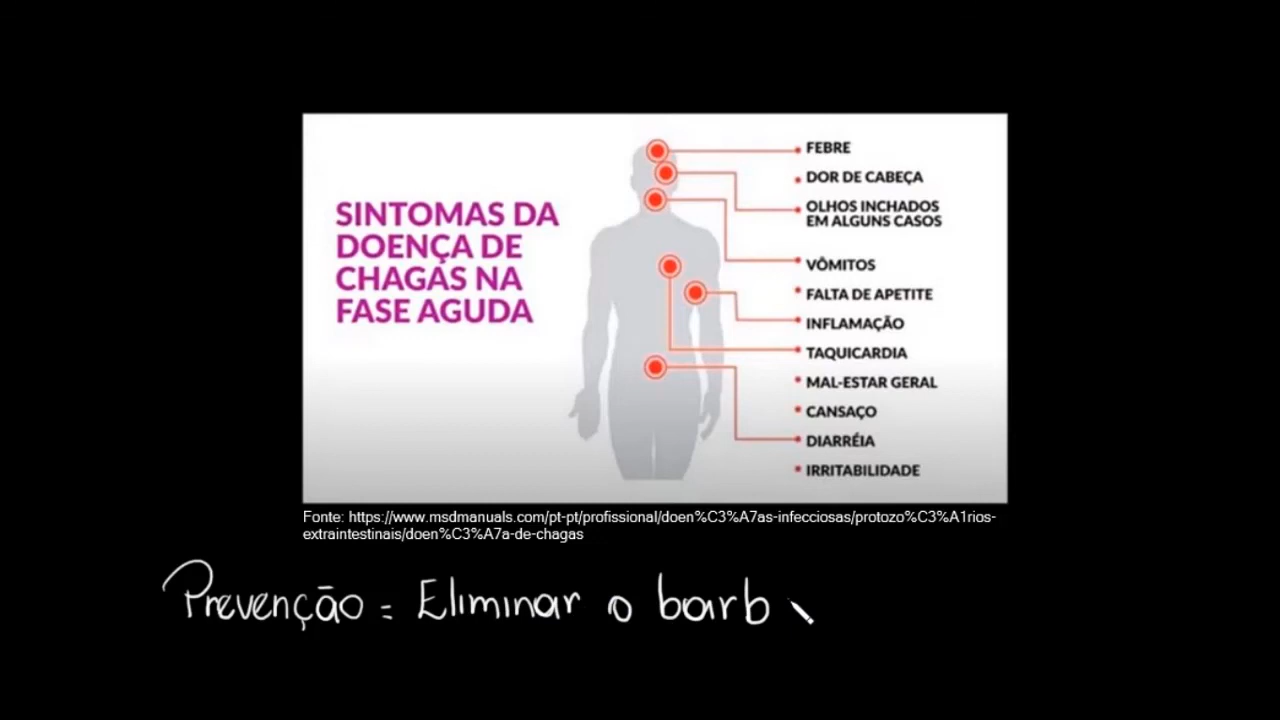 SINTOMAS DA
DOENÇA DE
CHAGAS NA
FASE AGUDA
FEBRE
DOR DE CABEÇA
OLHOS INCHADOS
EM ALGUNS CASOS
VÔMITOS
FALTA DE APETITE
INFLAMAÇÃO
TAQUICARDIA
MAL-ESTAR GERAL
CANSAÇO
DIARRÉIA
IRRITABILIDADE
Fonte: https://www.msdmanuals.com/pt-pt/profissional/doen%C3%A7as-infecciosas/protozo%C3%A1rios-
extraintestinais/doen%C3%A7a-de-chagas
Prevenção = Eliminar o barb